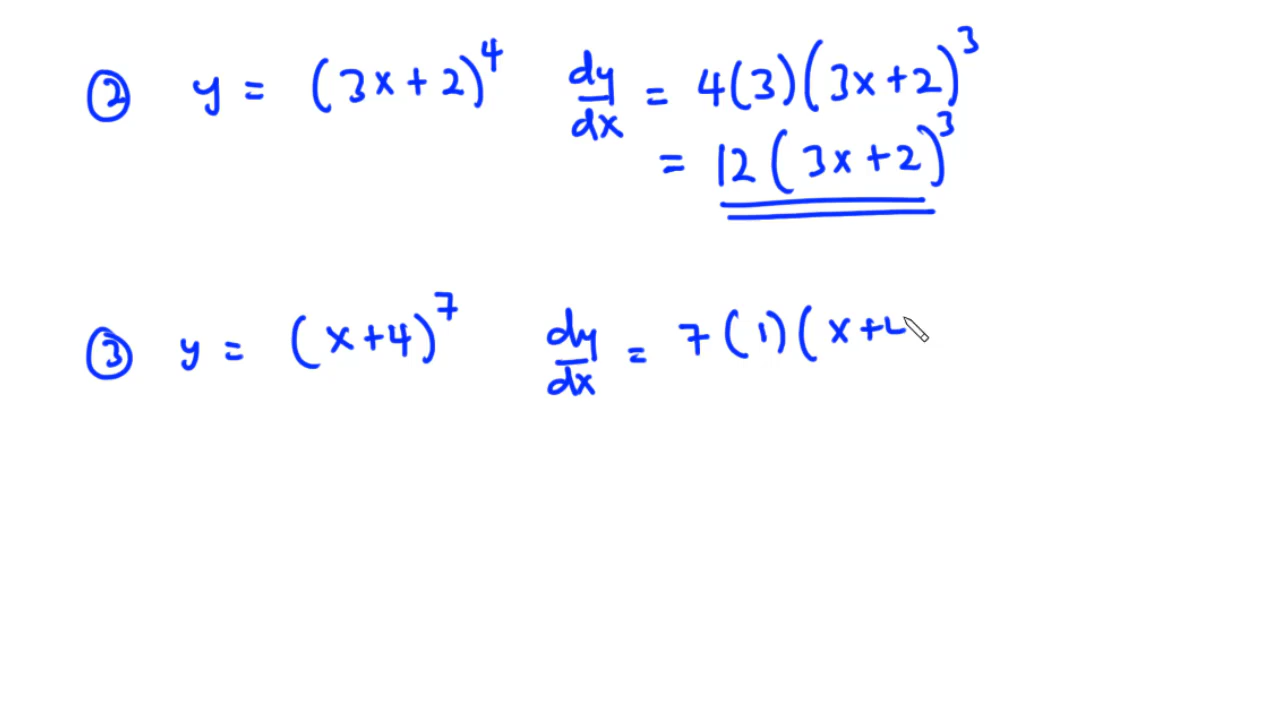 ② y = (3x+2)⁴ dy/dx = 4(3)(3x+2)³
= 12(3x+2)³
③ y = (x+4)⁷ dy/dx = 7(1)(x+4